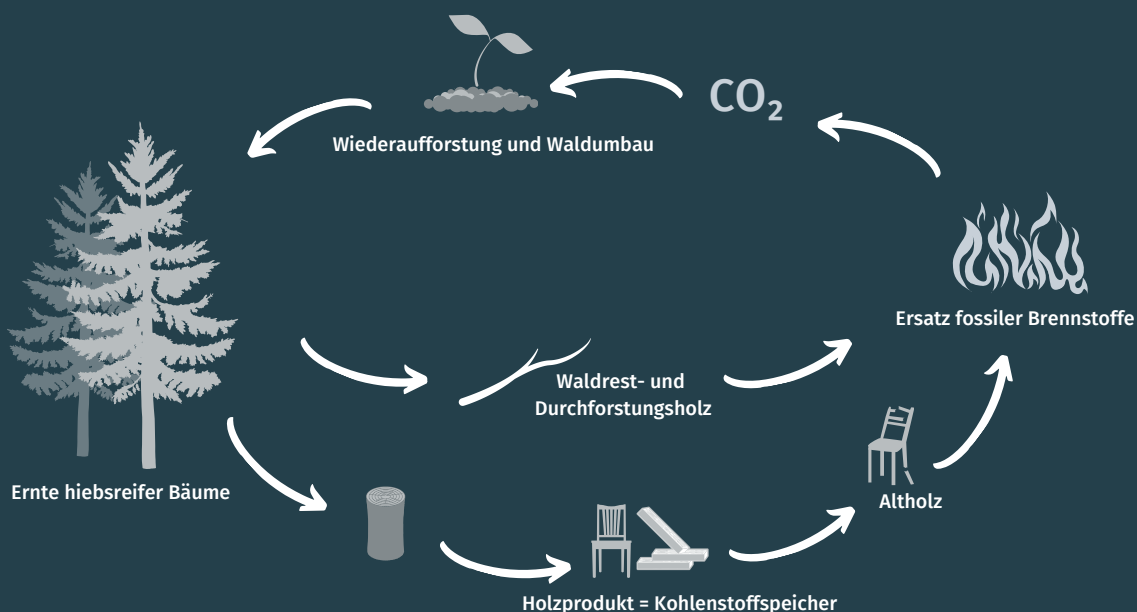 CO₂
Wiederaufforstung und Waldumbau
Ersatz fossiler Brennstoffe
Waldrest- und
Durchforstungsholz
Ernte hiebsreifer Bäume
Altholz
Holzprodukt = Kohlenstoffspeicher